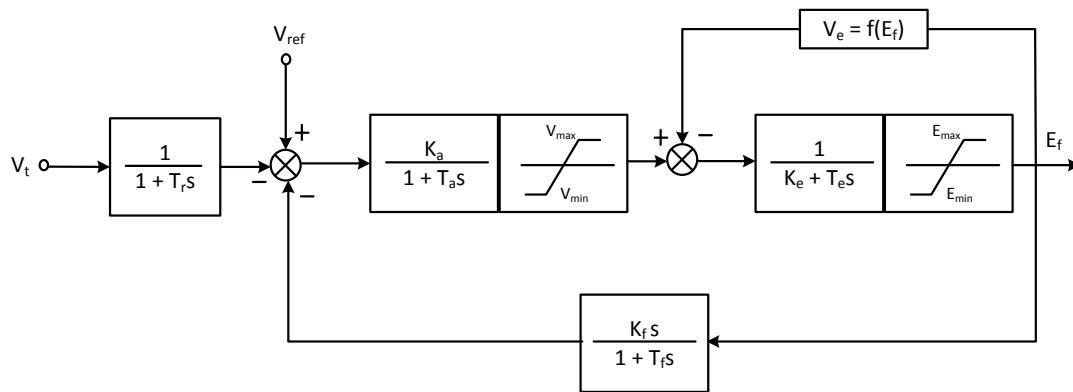 V_e = f(E_f)
V_ref
+
V_t
1
1 + T_r s
−
−
K_a
1 + T_a s
V_max
V_min
+
−
1
K_e + T_e s
E_max
E_min
E_f
K_f s
1 + T_f s